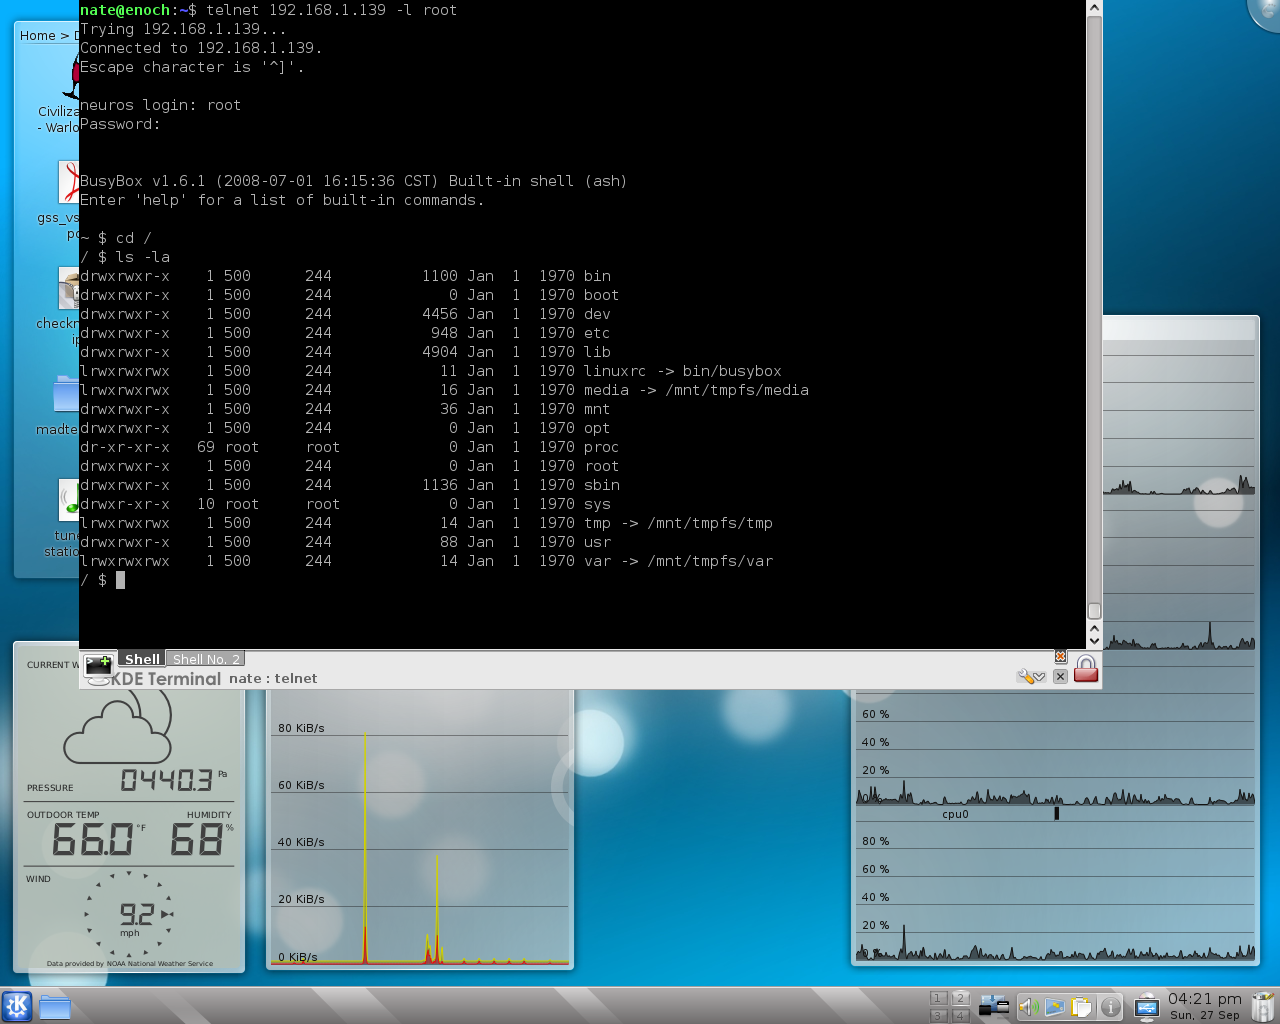 nate@enoch:~$ telnet 192.168.1.139 -l root
Trying 192.168.1.139...
Connected to 192.168.1.139.
Escape character is '^]'.
neuros login: root
Password:
BusyBox v1.6.1 (2008-07-01 16:15:36 CST) Built-in shell (ash)
Enter 'help' for a list of built-in commands.
~ $ cd /
/ $ ls -la
drwxrwxr-x    1 500      244          1100 Jan  1  1970 bin
drwxrwxr-x    1 500      244             0 Jan  1  1970 boot
drwxrwxr-x    1 500      244          4456 Jan  1  1970 dev
drwxrwxr-x    1 500      244           948 Jan  1  1970 etc
drwxrwxr-x    1 500      244          4904 Jan  1  1970 lib
lrwxrwxrwx    1 500      244            11 Jan  1  1970 linuxrc -> bin/busybox
lrwxrwxrwx    1 500      244            16 Jan  1  1970 media -> /mnt/tmpfs/media
drwxrwxr-x    1 500      244            36 Jan  1  1970 mnt
drwxrwxr-x    1 500      244             0 Jan  1  1970 opt
dr-xr-xr-x   69 root     root            0 Jan  1  1970 proc
drwxrwxr-x    1 500      244             0 Jan  1  1970 root
drwxrwxr-x    1 500      244          1136 Jan  1  1970 sbin
drwxr-xr-x   10 root     root            0 Jan  1  1970 sys
lrwxrwxrwx    1 500      244            14 Jan  1  1970 tmp -> /mnt/tmpfs/tmp
drwxrwxr-x    1 500      244            88 Jan  1  1970 usr
lrwxrwxrwx    1 500      244            14 Jan  1  1970 var -> /mnt/tmpfs/var
/ $
Shell
Shell No. 2
KDE Terminal nate : telnet
Home >
- Warlo
CURRENT W
PRESSURE 0440.3 Pa
OUTDOOR TEMP HUMIDITY
66.0 °F 68 %
WIND
9.2
mph
Data provided by NOAA National Weather Service
80 KiB/s
60 KiB/s
40 KiB/s
20 KiB/s
0 KiB/s
60 %
40 %
20 %
0 %
cpu0
80 %
60 %
40 %
20 %
0 %
1 2
3 4
04:21 pm
Sun, 27 Sep